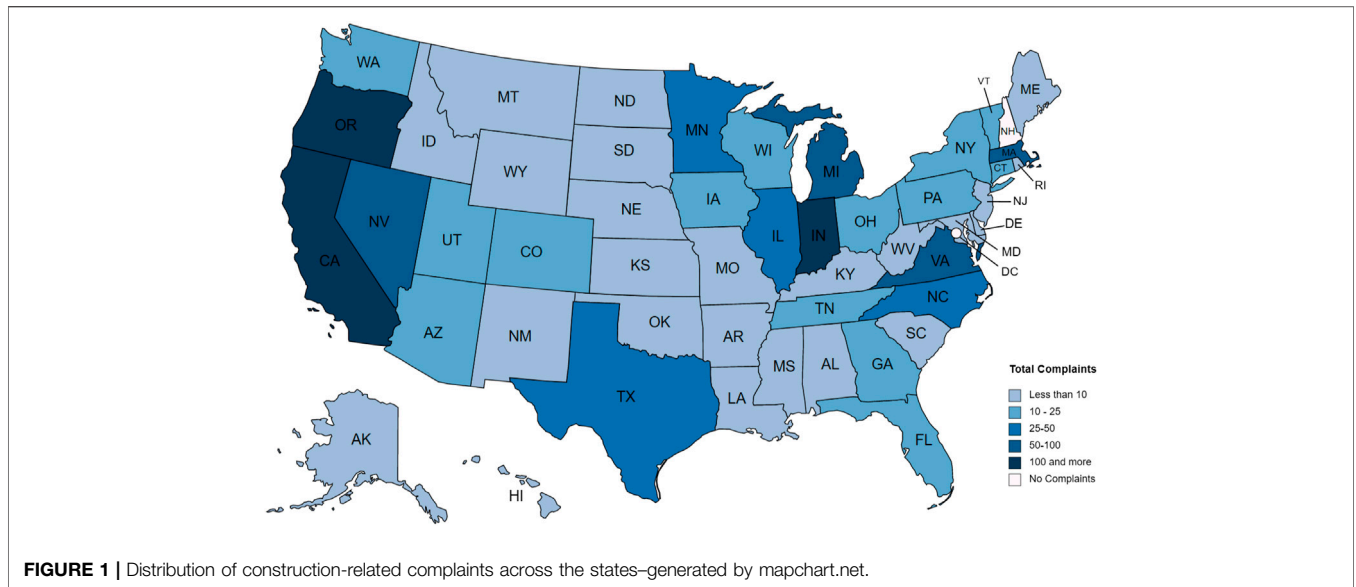 WA
MT
ND
MN
VT
ME
OR
ID
SD
WI
NY
NH
MA
WY
MI
CT
RI
NE
IA
PA
NJ
NV
UT
CO
IL
IN
OH
DE
CA
KS
MO
WV
VA
MD
KY
DC
NC
TN
AZ
NM
OK
AR
SC
MS
AL
GA
TX
LA
FL
AK
HI
Total Complaints
Less than 10
10 - 25
25-50
50-100
100 and more
No Complaints
FIGURE 1 | Distribution of construction-related complaints across the states–generated by mapchart.net.